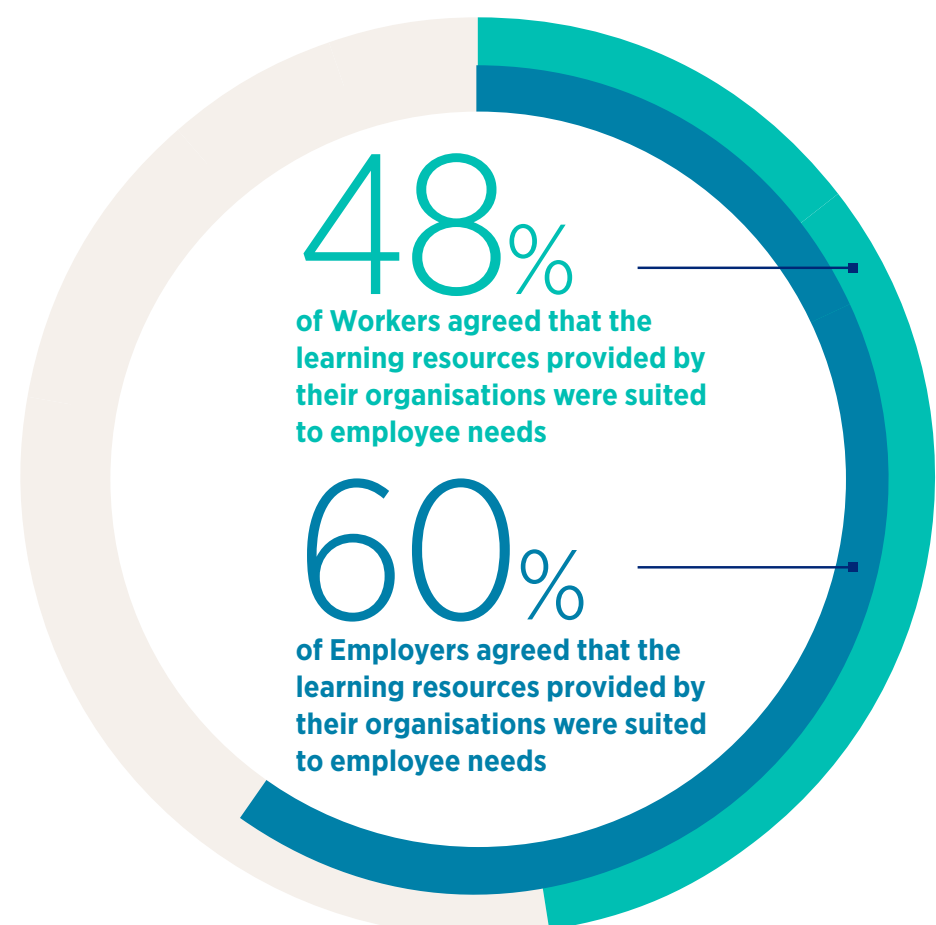 48%
of Workers agreed that the
learning resources provided by
their organisations were suited
to employee needs
60%
of Employers agreed that the
learning resources provided by
their organisations were suited
to employee needs